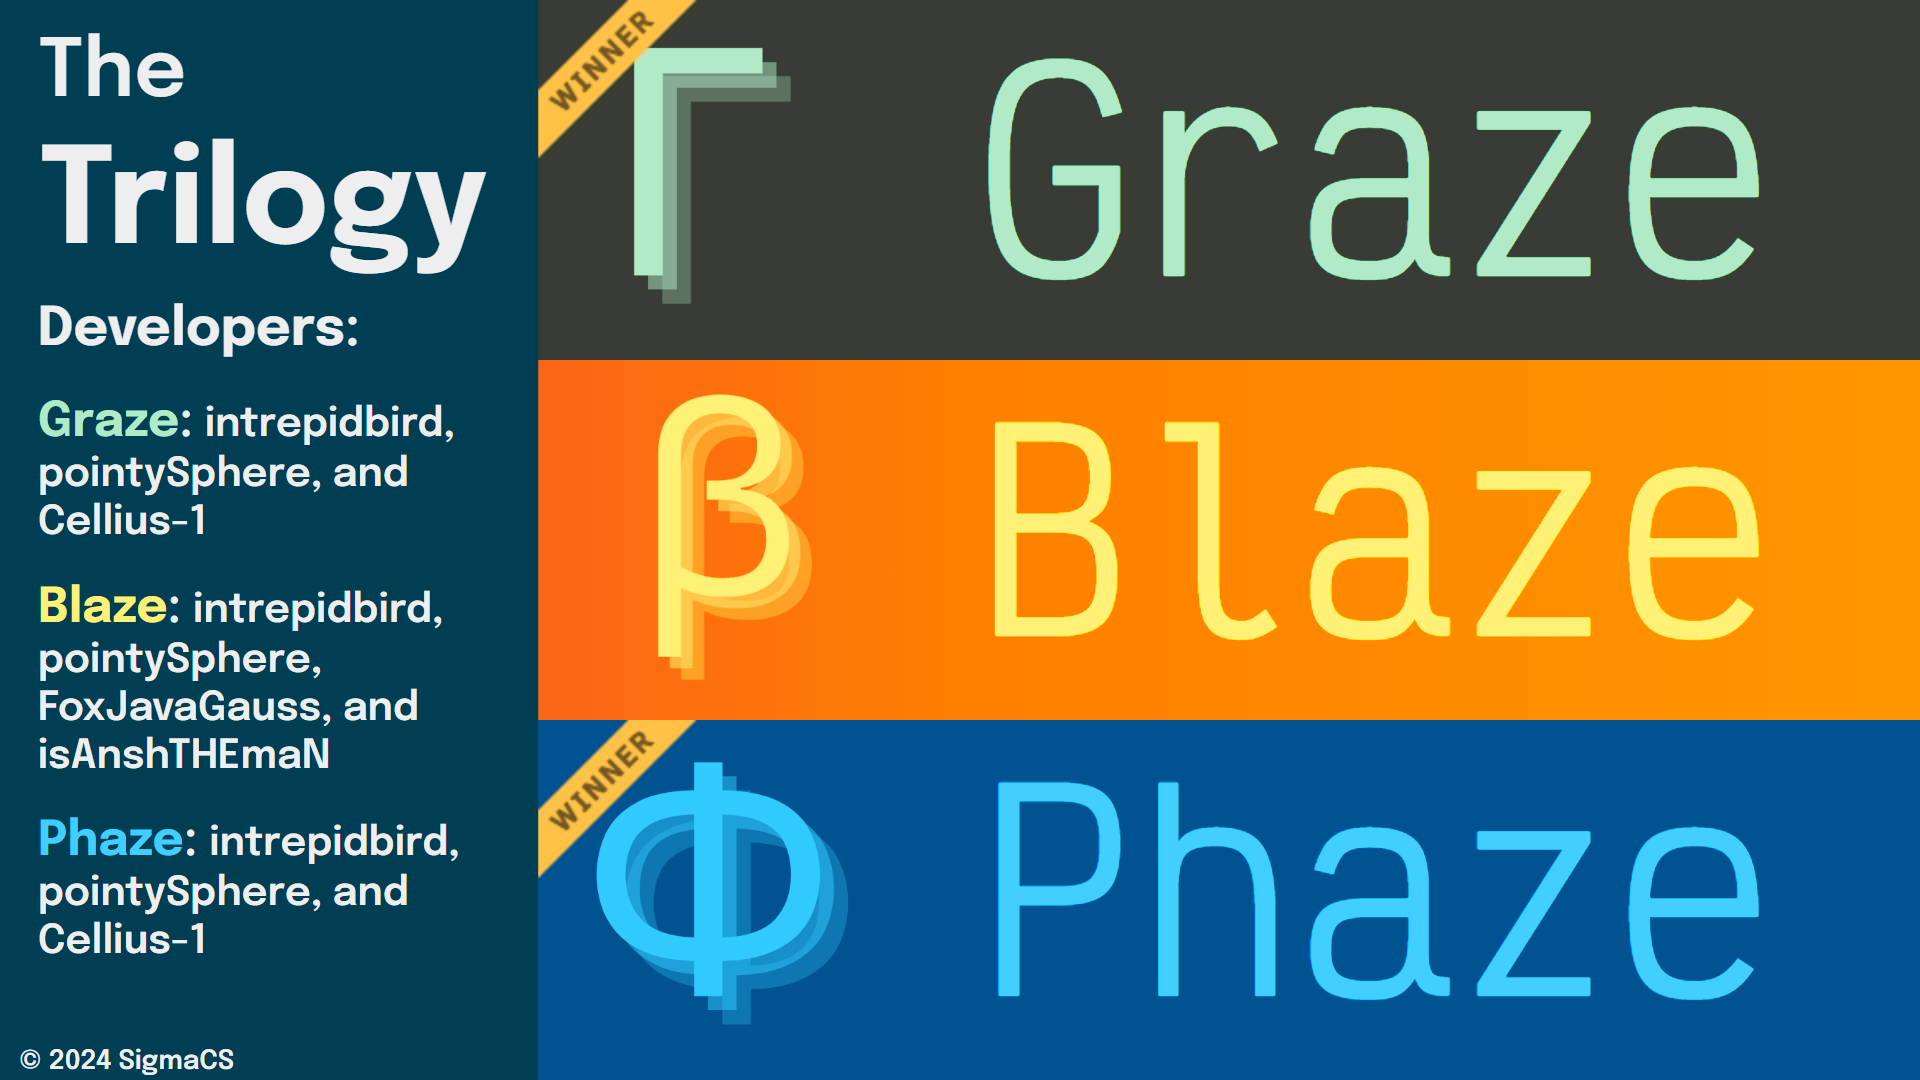 The
Trilogy
Developers:
Graze: intrepidbird,
pointySphere, and
Cellius-1
Blaze: intrepidbird,
pointySphere,
FoxJavaGauss, and
isAnshTHEmaN
Phaze: intrepidbird,
pointySphere, and
Cellius-1
© 2024 SigmaCS
WINNER
Γ Graze
β Blaze
WINNER
Φ Phaze